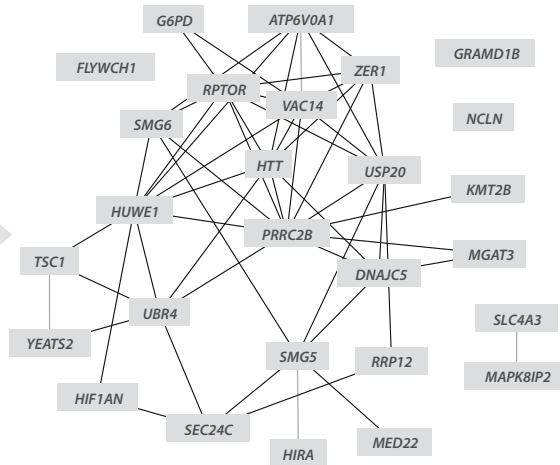 G6PD
ATP6V0A1
GRAMD1B
FLYWCH1
ZER1
RPTOR
VAC14
SMG6
NCLN
HTT
USP20
KMT2B
HUWE1
PRRC2B
MGAT3
TSC1
DNAJC5
UBR4
SLC4A3
YEATS2
SMG5
RRP12
MAPK8IP2
HIF1AN
SEC24C
MED22
HIRA